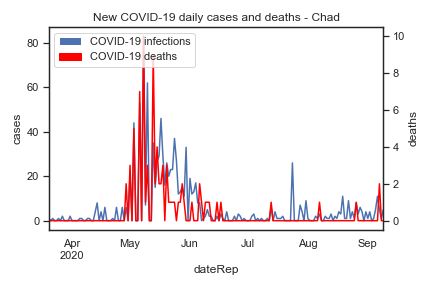 New COVID-19 daily cases and deaths - Chad
COVID-19 infections
COVID-19 deaths
80
60
40
20
0
cases
10
8
6
4
2
0
deaths
Apr
2020
May
Jun
Jul
Aug
Sep
dateRep